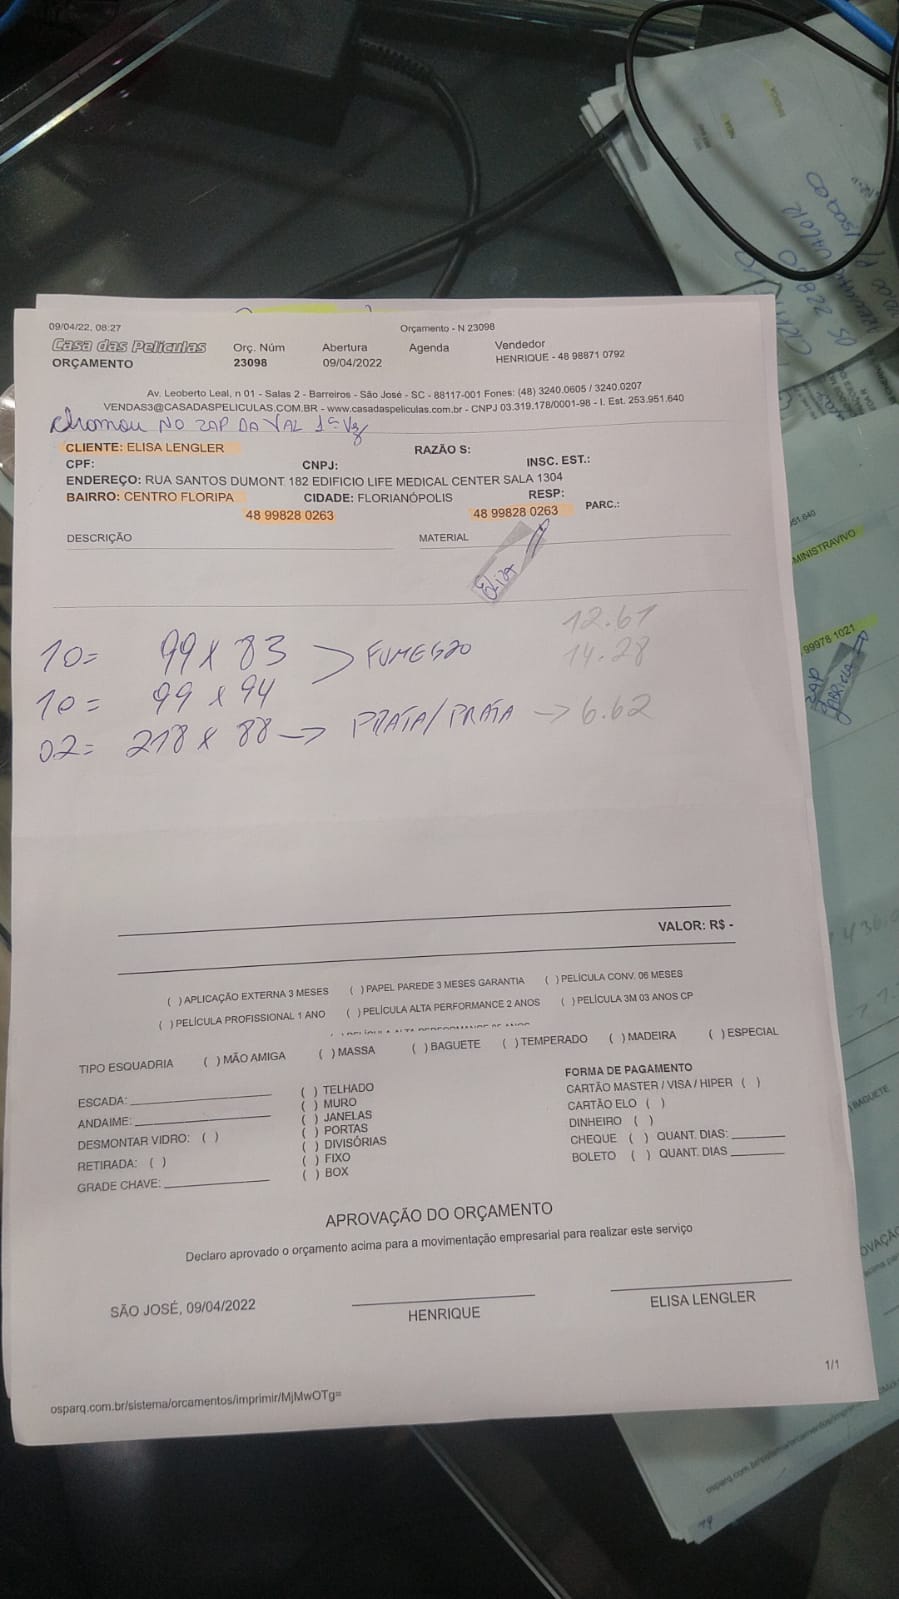 09/04/22, 08:27
Orçamento - N 23098
Casa das Películas
Orç. Núm
Abertura
Agenda
Vendedor
ORÇAMENTO
23098
09/04/2022
HENRIQUE - 48 98871 0792
Av. Leoberto Leal, n 01 - Salas 2 - Barreiros - São José - SC - 88117-001 Fones: (48) 3240.0605 / 3240.0207
VENDAS3@CASADASPELICULAS.COM.BR - www.casadaspeliculas.com.br - CNPJ 03.319.178/0001-98 - I. Est. 253.951.640
chamou NO ZAP DA VAL 1ª Vz
CLIENTE: ELISA LENGLER
RAZÃO S:
CPF:
CNPJ:
INSC. EST.:
ENDEREÇO: RUA SANTOS DUMONT 182 EDIFICIO LIFE MEDICAL CENTER SALA 1304
BAIRRO: CENTRO FLORIPA
CIDADE: FLORIANÓPOLIS
RESP:
48 99828 0263
48 99828 0263
PARC.:
DESCRIÇÃO
MATERIAL
10= 99 x 83 FUMEGÃO 12.61
10= 99 x 94 14.28
02= 218 x 88 → PRATA/PRATA → 6.62
VALOR: R$ -
( )APLICAÇÃO EXTERNA 3 MESES ( )PAPEL PAREDE 3 MESES GARANTIA ( )PELÍCULA CONV. 06 MESES
( )PELÍCULA PROFISSIONAL 1 ANO ( )PELÍCULA ALTA PERFORMANCE 2 ANOS ( )PELÍCULA 3M 03 ANOS CP
TIPO ESQUADRIA ( )MÃO AMIGA ( )MASSA ( )BAGUETE ( )TEMPERADO ( )MADEIRA ( )ESPECIAL
ESCADA:
ANDAIME:
DESMONTAR VIDRO: ( )
RETIRADA: ( )
GRADE CHAVE:
( ) TELHADO
( ) MURO
( ) JANELAS
( ) PORTAS
( ) DIVISÓRIAS
( ) FIXO
( ) BOX
FORMA DE PAGAMENTO
CARTÃO MASTER / VISA / HIPER ( )
CARTÃO ELO ( )
DINHEIRO ( )
CHEQUE ( ) QUANT. DIAS:
BOLETO ( ) QUANT. DIAS
APROVAÇÃO DO ORÇAMENTO
Declaro aprovado o orçamento acima para a movimentação empresarial para realizar este serviço
SÃO JOSÉ, 09/04/2022
HENRIQUE
ELISA LENGLER
1/1
osparq.com.br/sistema/orcamentos/imprimir/MjMwOTg=
951.640
MINISTRAVIVO
99978 1021
ZAP
BAGUETE